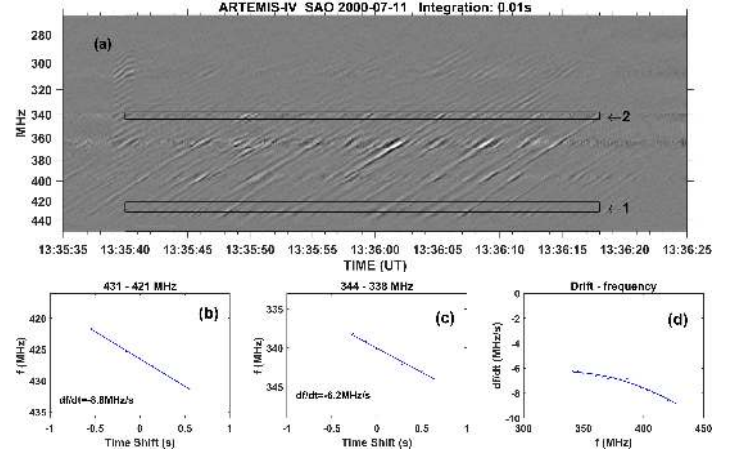 ARTEMIS-IV SAO 2000-07-11 Integration: 0.01s
(a)
MHz
280
300
320
340
360
380
400
420
440
←2
←1
13:35:35 13:35:40 13:35:45 13:35:50 13:35:55 13:36:00 13:36:05 13:36:10 13:36:15 13:36:20 13:36:25
TIME (UT)
431 - 421 MHz
(b)
f (MHz)
420
425
430
435
df/dt=-8.8MHz/s
-1 -0.5 0 0.5 1
Time Shift (s)
344 - 338 MHz
(c)
f (MHz)
335
340
345
df/dt=-6.2MHz/s
-1 -0.5 0 0.5 1
Time Shift (s)
Drift - frequency
(d)
df/dt (MHz/s)
0
-2
-4
-6
-8
-10
300 350 400 450
f (MHz)